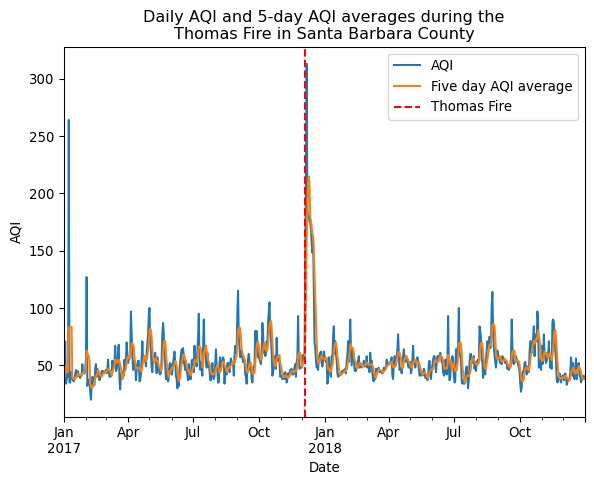 Daily AQI and 5-day AQI averages during the
Thomas Fire in Santa Barbara County
AQI
Five day AQI average
Thomas Fire
300
250
200
150
100
50
AQI
Jan
2017
Apr
Jul
Oct
Jan
2018
Apr
Jul
Oct
Date